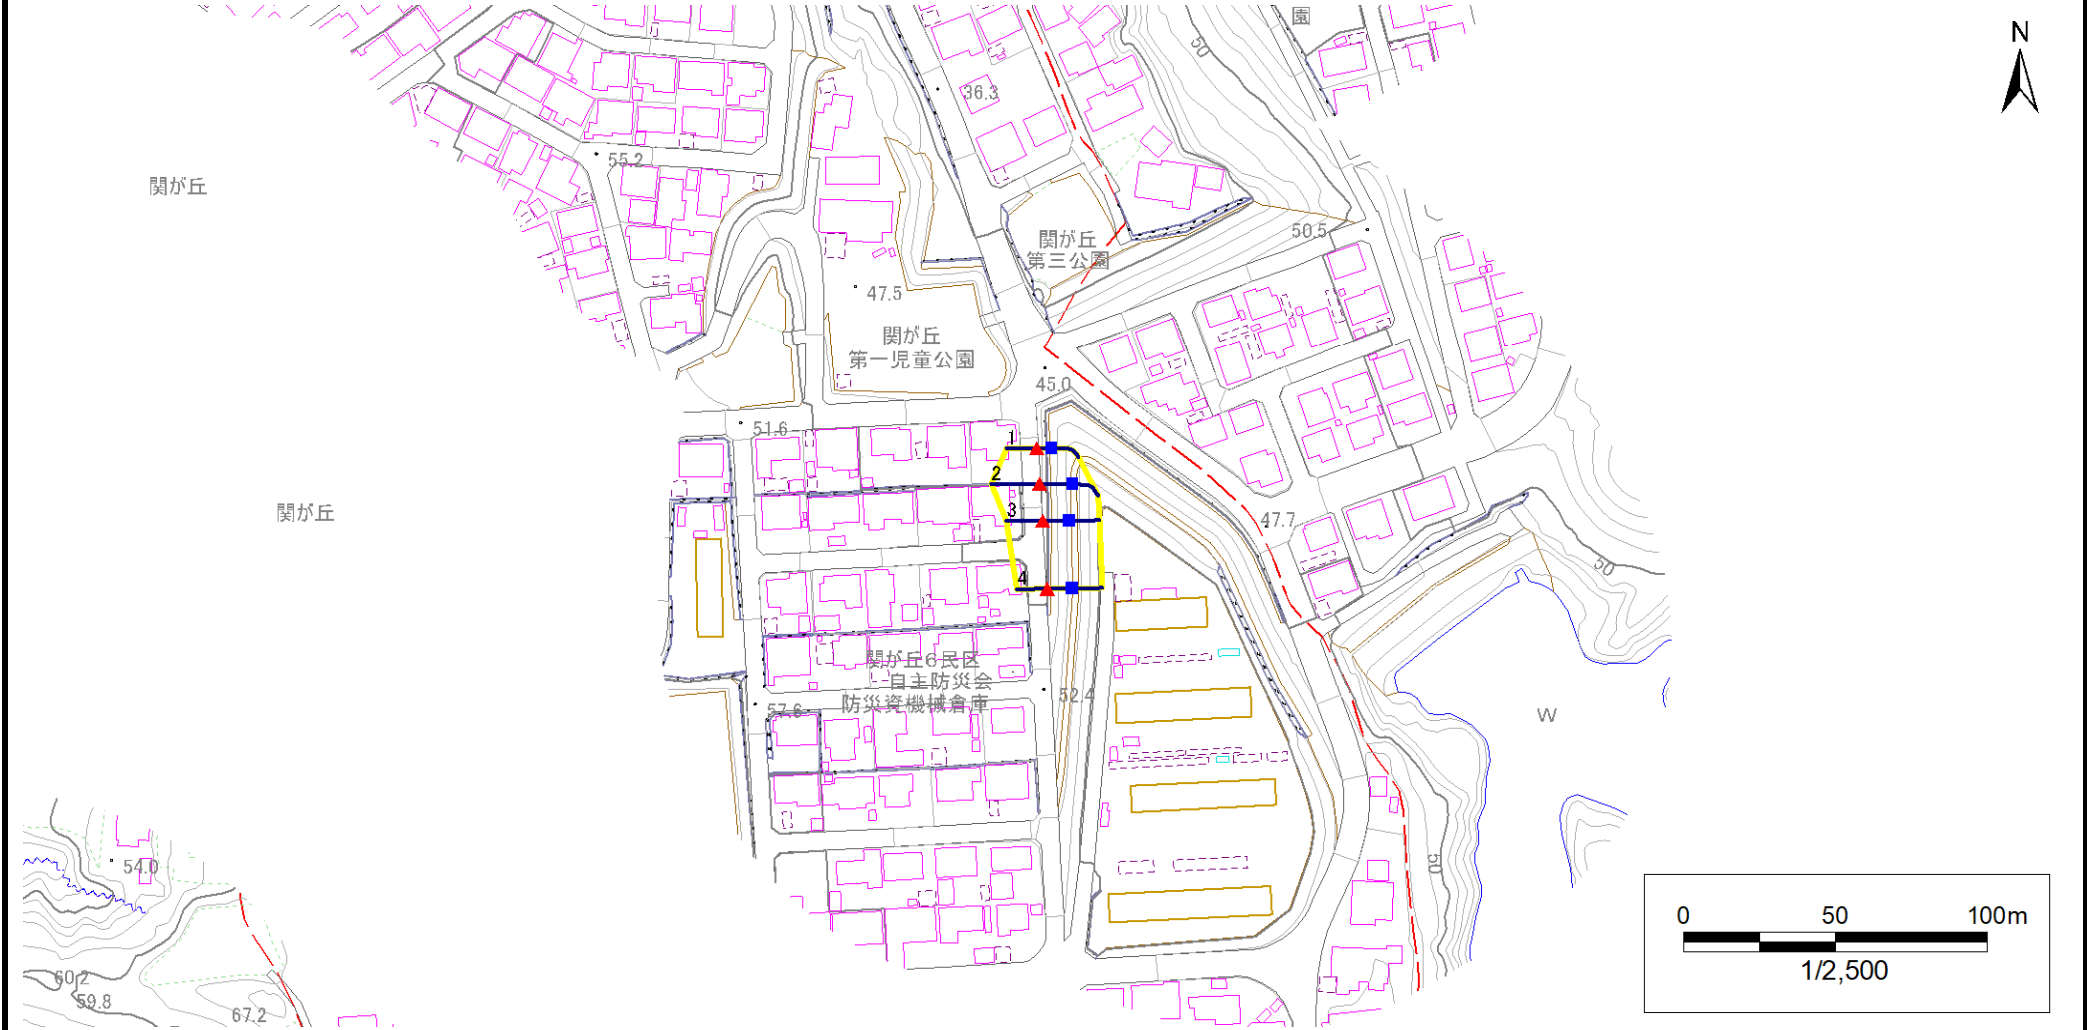 園
N
50
36.3
55.2
関が丘
関が丘
第三公園
50.5
47.5
関が丘
第一児童公園
45.0
51.6
1
2
3
4
関が丘
47.7
50
関が丘6民区
自主防災会
防災資機械倉庫
52.4
57.6
W
54.0
50
60.2
59.8
67.2
0 50 100m
1/2,500